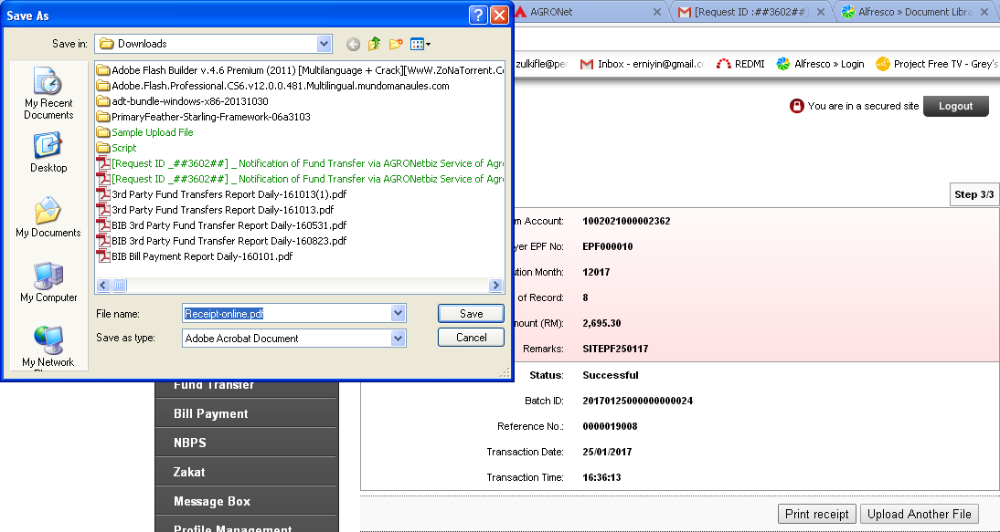 Save As
Save in: Downloads
My Recent
Documents
Desktop
My Documents
My Computer
My Network
Adobe Flash Builder v.4.6 Premium (2011) [Multilanguage + Crack][WwW.ZoNaTorrent.C
Adobe.Flash.Professional.CS6.v12.0.0.481.Multilingual.mundomanaules.com
adt-bundle-windows-x86-20131030
PrimaryFeather-Starling-Framework-06a3103
Sample Upload File
Script
[Request ID _##3602##] _ Notification of Fund Transfer via AGRONetbiz Service of Agr
[Request ID _##3602##] _ Notification of Fund Transfer via AGRONetbiz Service of Agr
3rd Party Fund Transfers Report Daily-161013(1).pdf
3rd Party Fund Transfers Report Daily-161013.pdf
BIB 3rd Party Fund Transfer Report Daily-160531.pdf
BIB 3rd Party Fund Transfer Report Daily-160823.pdf
BIB Bill Payment Report Daily-160101.pdf
File name: Receipt-online.pdf
Save as type: Adobe Acrobat Document
Save
Cancel
AGRONet
[Request ID :##3602##]
Alfresco » Document Libra
zulkifle@per
Inbox - erniyin@gmail.cc
REDMI
Alfresco » Login
Project Free TV - Grey's
You are in a secured site
Logout
Step 3/3
m Account: 1002021000002362
yer EPF No: EPF000010
ution Month: 12017
of Record: 8
nount (RM): 2,695.30
Remarks: SITEPF250117
Status: Successful
Batch ID: 20170125000000000024
Reference No.: 0000019008
Transaction Date: 25/01/2017
Transaction Time: 16:36:13
Fund Transfer
Bill Payment
NBPS
Zakat
Message Box
Profile Management
Print receipt
Upload Another File